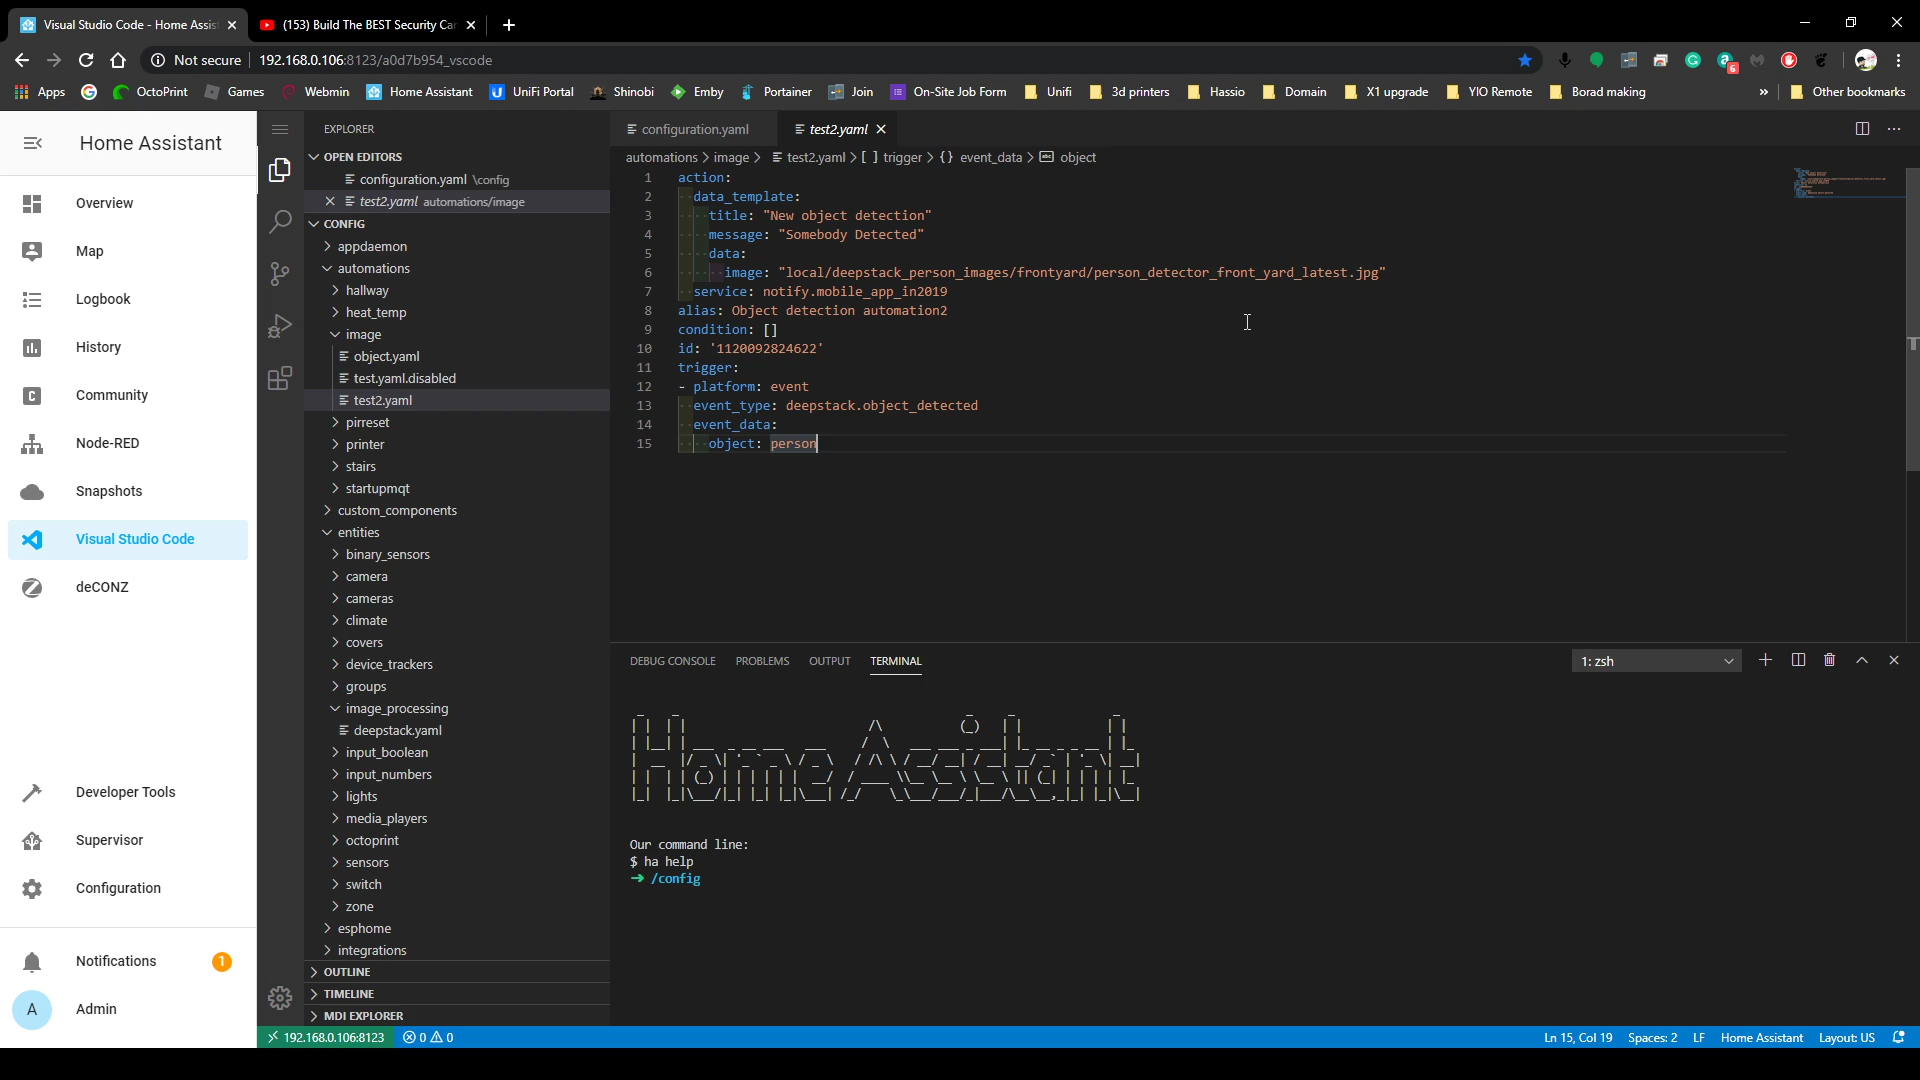 Visual Studio Code - Home Assis
(153) Build The BEST Security Car
Not secure 192.168.0.106:8123/a0d7b954_vscode
6
Apps OctoPrint Games Webmin Home Assistant UniFi Portal Shinobi Emby Portainer Join On-Site Job Form Unifi 3d printers Hassio Domain X1 upgrade YIO Remote Borad making » Other bookmarks
Home Assistant
Overview
Map
Logbook
History
Community
Node-RED
Snapshots
Visual Studio Code
deCONZ
Developer Tools
Supervisor
Configuration
Notifications 1
A Admin
EXPLORER
OPEN EDITORS
configuration.yaml \config
test2.yaml automations/image
CONFIG
appdaemon
automations
hallway
heat_temp
image
object.yaml
test.yaml.disabled
test2.yaml
pirreset
printer
stairs
startupmqt
custom_components
entities
binary_sensors
camera
cameras
climate
covers
device_trackers
groups
image_processing
deepstack.yaml
input_boolean
input_numbers
lights
media_players
octoprint
sensors
switch
zone
esphome
integrations
OUTLINE
TIMELINE
MDI EXPLORER
configuration.yaml test2.yaml
automations > image > test2.yaml > [ ] trigger > {} event_data > object
1 action:
2 data_template:
3 title: "New object detection"
4 message: "Somebody Detected"
5 data:
6 image: "local/deepstack_person_images/frontyard/person_detector_front_yard_latest.jpg"
7 service: notify.mobile_app_in2019
8 alias: Object detection automation2
9 condition: []
10 id: '1120092824622'
11 trigger:
12 - platform: event
13 event_type: deepstack.object_detected
14 event_data:
15 object: person
DEBUG CONSOLE PROBLEMS OUTPUT TERMINAL
1: zsh
Home Assistant
Our command line:
$ ha help
➜ /config
192.168.0.106:8123 0 0
Ln 15, Col 19 Spaces: 2 LF Home Assistant Layout: US